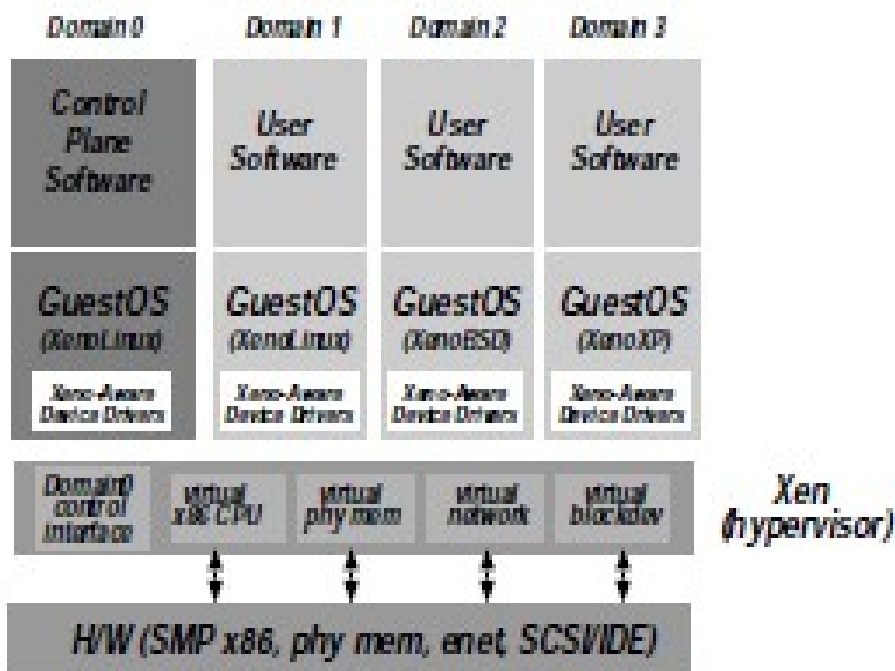 Domain 0
Domain 1
Domain 2
Domain 3
Control
Plane
Software
User
Software
User
Software
User
Software
GuestOS
(XenoLinux)
GuestOS
(XenoLinux)
GuestOS
(XenoBSD)
GuestOS
(XenoXP)
Xeno-Aware
Device Drivers
Xeno-Aware
Device Drivers
Xeno-Aware
Device Drivers
Xeno-Aware
Device Drivers
Domain0
control
interface
virtual
x86 CPU
virtual
phy mem
virtual
network
virtual
blockdev
Xen
(hypervisor)
H/W (SMP x86, phy mem, enet, SCSI/IDE)